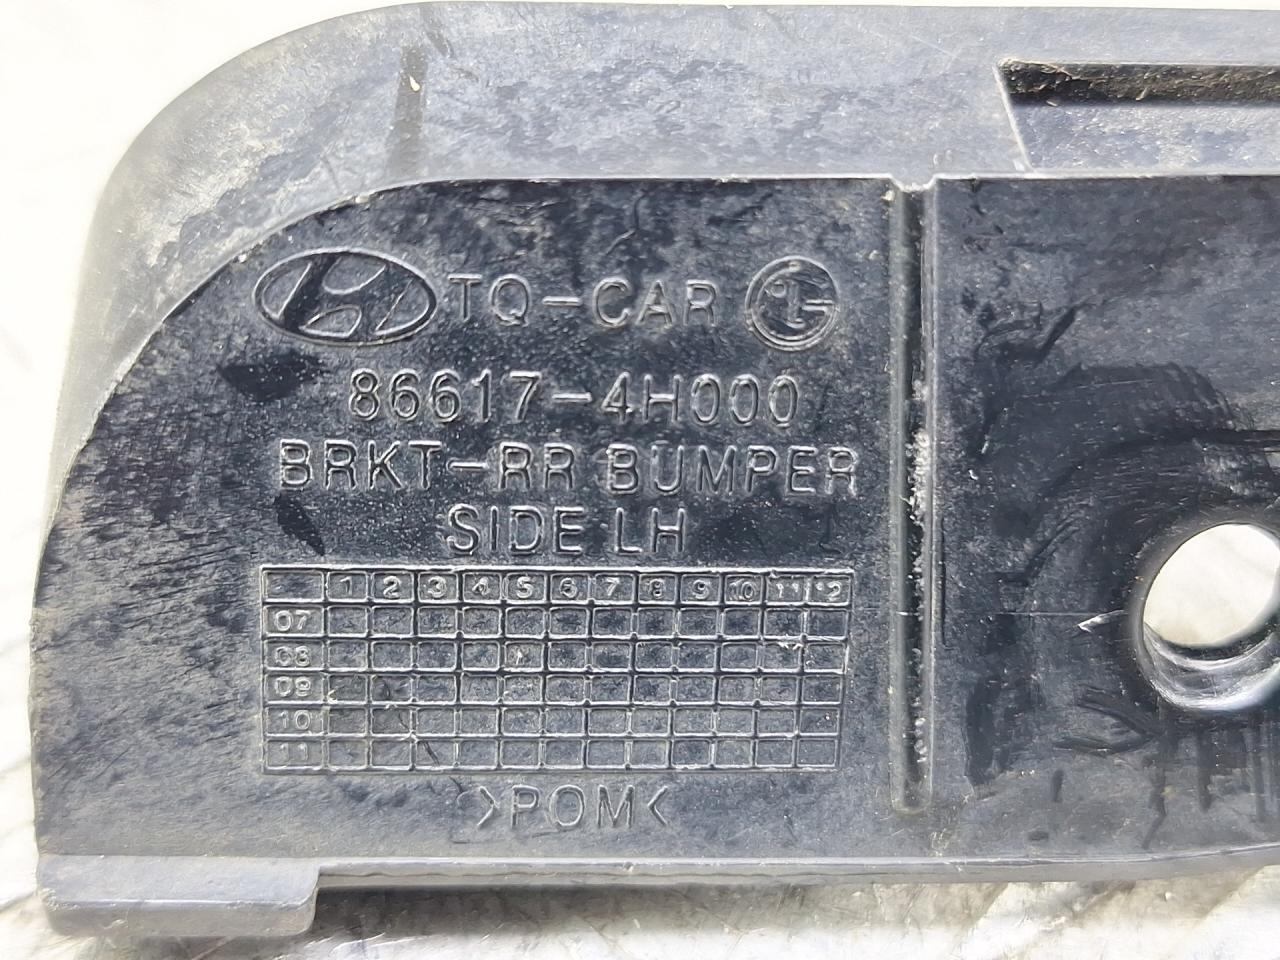 TQ-CAR LG
86617-4H000
BRKT-RR BUMPER
SIDE LH
1 2 3 4 5 6 7 8 9 10 11 12
07
08
09
10
11
>POM<